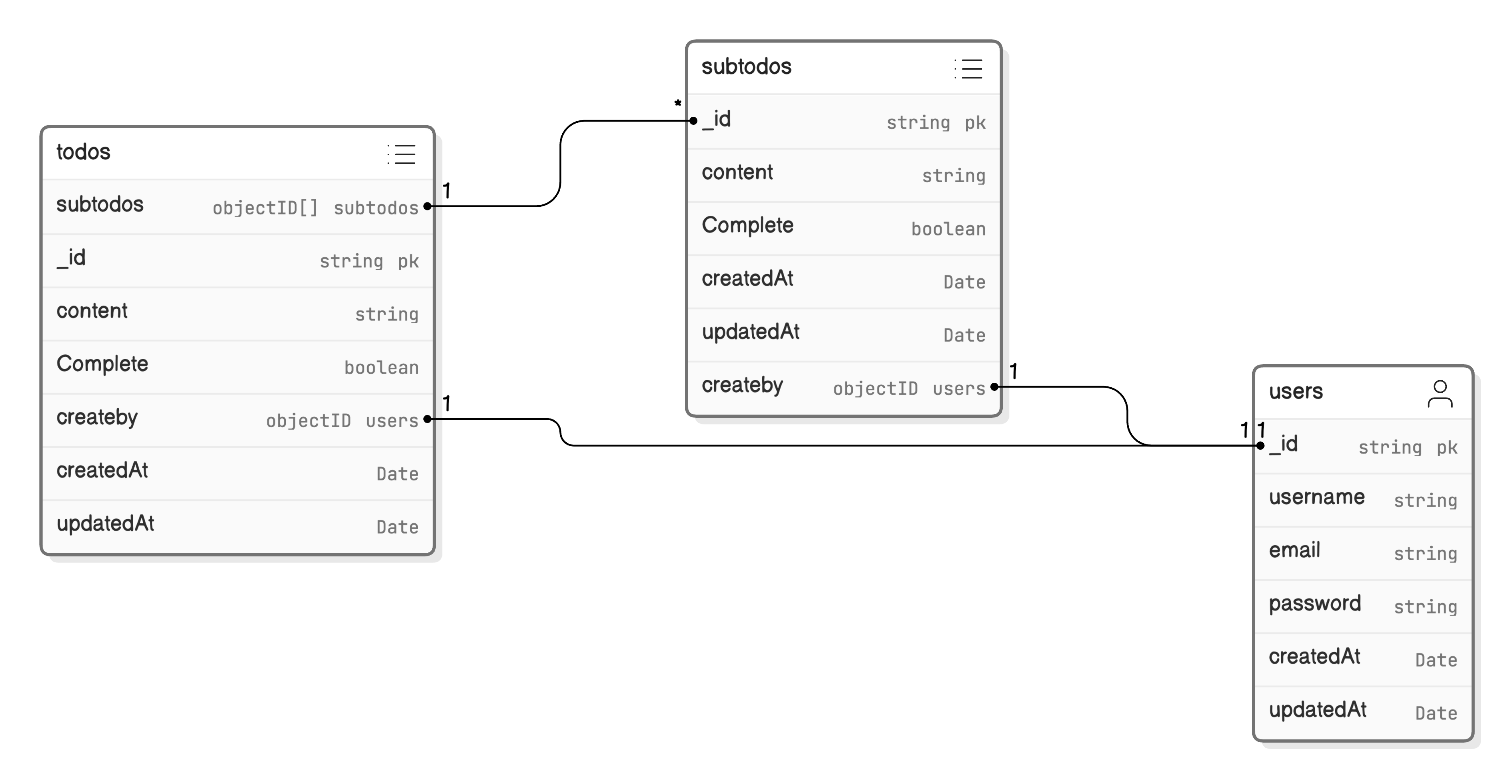 todos
subtodos objectID[] subtodos
_id string pk
content string
Complete boolean
createby objectID users
createdAt Date
updatedAt Date
1
1
*
subtodos
_id string pk
content string
Complete boolean
createdAt Date
updatedAt Date
createby objectID users
1
1 1
users
_id string pk
username string
email string
password string
createdAt Date
updatedAt Date